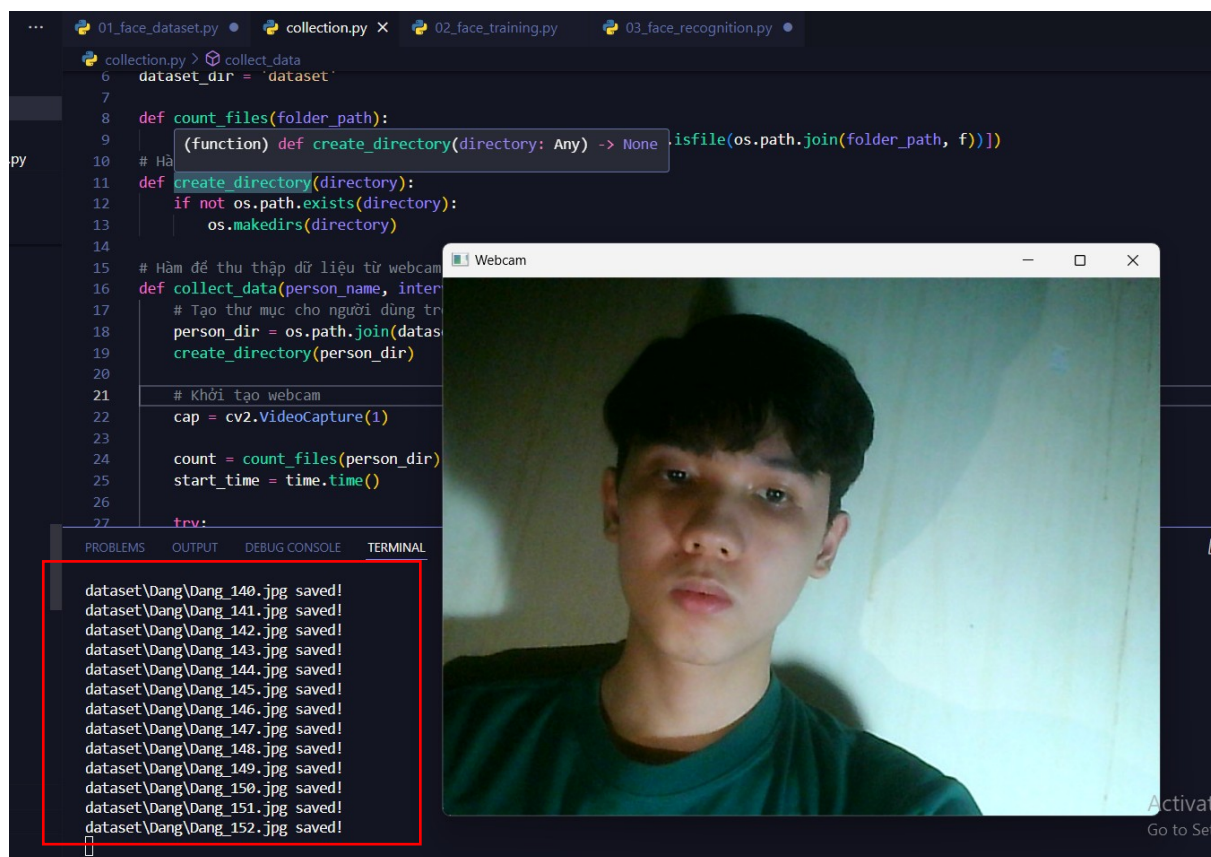 ... 01_face_dataset.py ● collection.py × 02_face_training.py 03_face_recognition.py ●
collection.py > collect_data
.py
6 dataset_dir = 'dataset'
7
8 def count_files(folder_path):
9 .isfile(os.path.join(folder_path, f))])
(function) def create_directory(directory: Any) -> None
10 # Hà
11 def create_directory(directory):
12 if not os.path.exists(directory):
13 os.makedirs(directory)
14
15 # Hàm để thu thập dữ liệu từ webcam
16 def collect_data(person_name, inter
17 # Tạo thư mục cho người dùng tr
18 person_dir = os.path.join(datas
19 create_directory(person_dir)
20
21 # Khởi tạo webcam
22 cap = cv2.VideoCapture(1)
23
24 count = count_files(person_dir)
25 start_time = time.time()
26
27 try:
Webcam
PROBLEMS OUTPUT DEBUG CONSOLE TERMINAL
dataset\Dang\Dang_140.jpg saved!
dataset\Dang\Dang_141.jpg saved!
dataset\Dang\Dang_142.jpg saved!
dataset\Dang\Dang_143.jpg saved!
dataset\Dang\Dang_144.jpg saved!
dataset\Dang\Dang_145.jpg saved!
dataset\Dang\Dang_146.jpg saved!
dataset\Dang\Dang_147.jpg saved!
dataset\Dang\Dang_148.jpg saved!
dataset\Dang\Dang_149.jpg saved!
dataset\Dang\Dang_150.jpg saved!
dataset\Dang\Dang_151.jpg saved!
dataset\Dang\Dang_152.jpg saved!
Activat
Go to Se